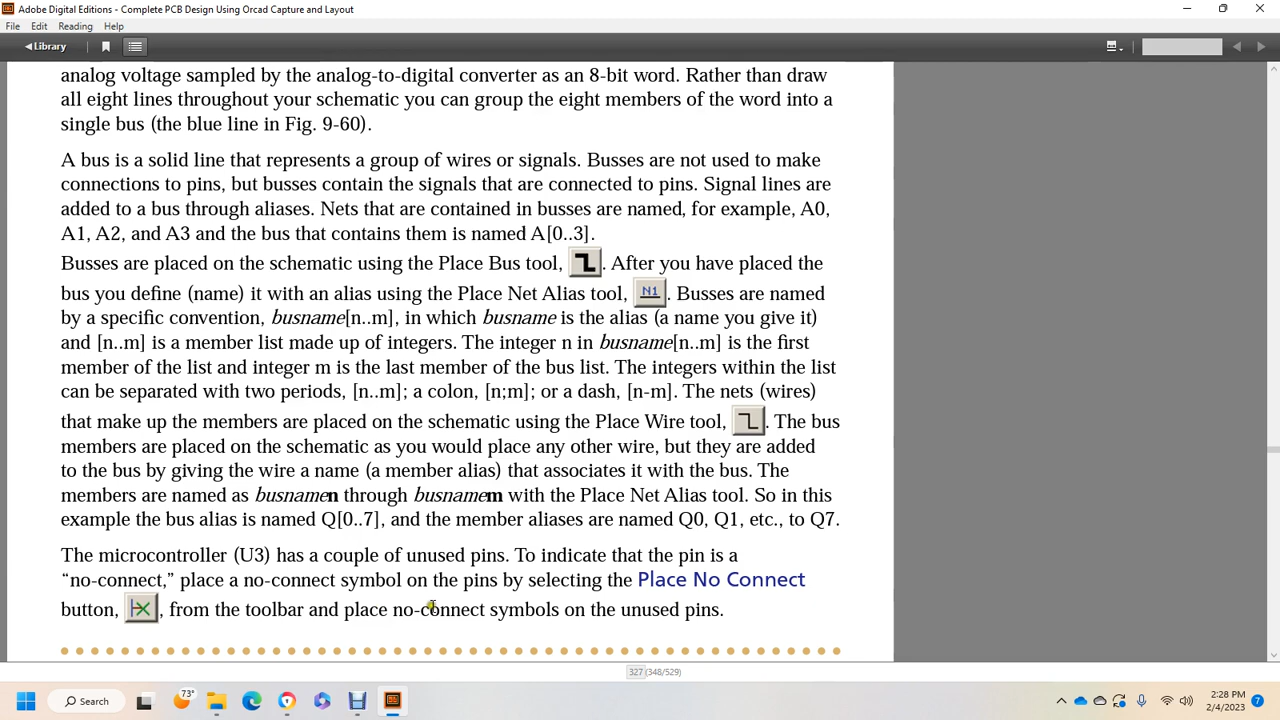 Adobe Digital Editions - Complete PCB Design Using Orcad Capture and Layout
File Edit Reading Help
Library
analog voltage sampled by the analog-to-digital converter as an 8-bit word. Rather than draw
all eight lines throughout your schematic you can group the eight members of the word into a
single bus (the blue line in Fig. 9-60).
A bus is a solid line that represents a group of wires or signals. Busses are not used to make
connections to pins, but busses contain the signals that are connected to pins. Signal lines are
added to a bus through aliases. Nets that are contained in busses are named, for example, A0,
A1, A2, and A3 and the bus that contains them is named A[0..3].
Busses are placed on the schematic using the Place Bus tool, . After you have placed the
bus you define (name) it with an alias using the Place Net Alias tool, N1 . Busses are named
by a specific convention, busname[n..m], in which busname is the alias (a name you give it)
and [n..m] is a member list made up of integers. The integer n in busname[n..m] is the first
member of the list and integer m is the last member of the bus list. The integers within the list
can be separated with two periods, [n..m]; a colon, [n;m]; or a dash, [n-m]. The nets (wires)
that make up the members are placed on the schematic using the Place Wire tool, . The bus
members are placed on the schematic as you would place any other wire, but they are added
to the bus by giving the wire a name (a member alias) that associates it with the bus. The
members are named as busnamen through busnamem with the Place Net Alias tool. So in this
example the bus alias is named Q[0..7], and the member aliases are named Q0, Q1, etc., to Q7.
The microcontroller (U3) has a couple of unused pins. To indicate that the pin is a
“no-connect,” place a no-connect symbol on the pins by selecting the Place No Connect
button, , from the toolbar and place no-connect symbols on the unused pins.
327 (348/529)
Search
73°
2:28 PM
2/4/2023
7